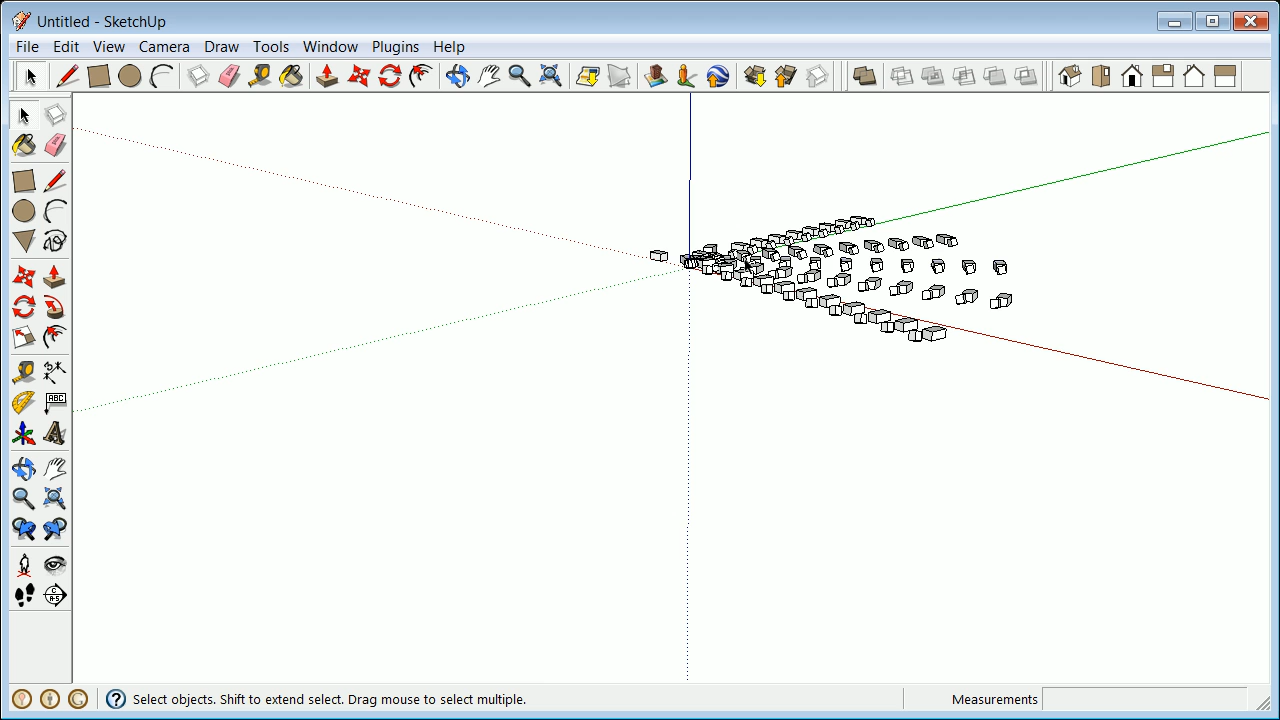 Untitled - SketchUp
File Edit View Camera Draw Tools Window Plugins Help
ABC
A
Select objects. Shift to extend select. Drag mouse to select multiple.
Measurements